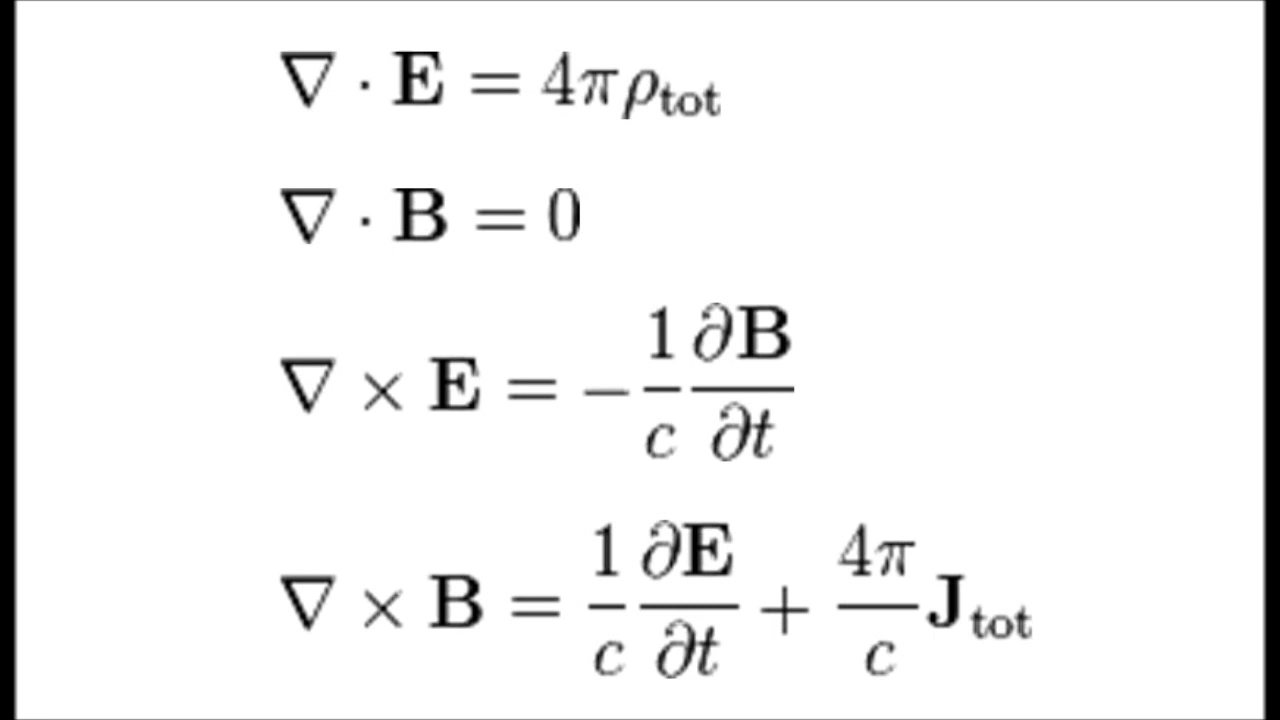 ∇ · E = 4πρ_tot
∇ · B = 0
∇ × E = −(1/c)(∂B/∂t)
∇ × B = (1/c)(∂E/∂t) + (4π/c)J_tot